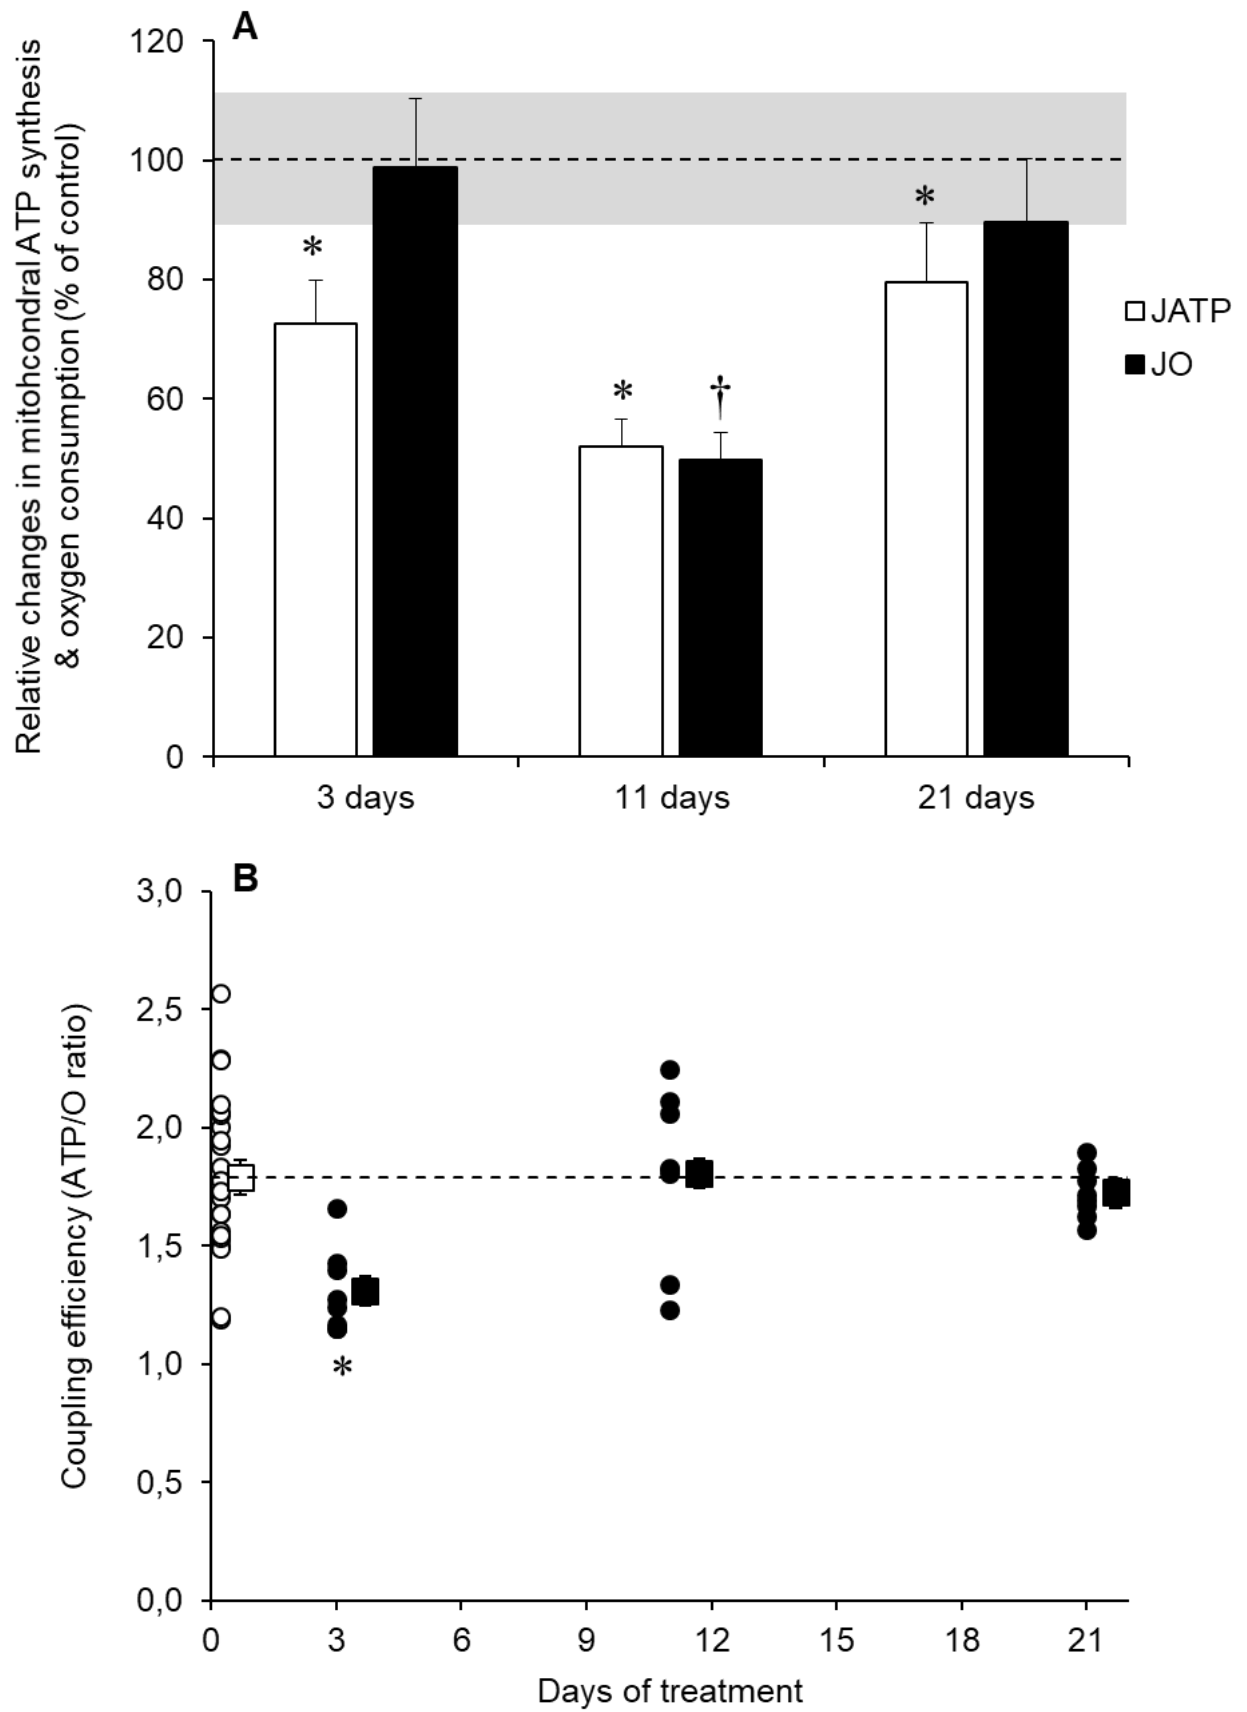 A
Relative changes in mitohcondral ATP synthesis
& oxygen consumption (% of control)
120
100
80
60
40
20
0
*
*
†
*
JATP
JO
3 days 11 days 21 days
B
Coupling efficiency (ATP/O ratio)
3,0
2,5
2,0
1,5
1,0
0,5
0,0
*
0 3 6 9 12 15 18 21
Days of treatment